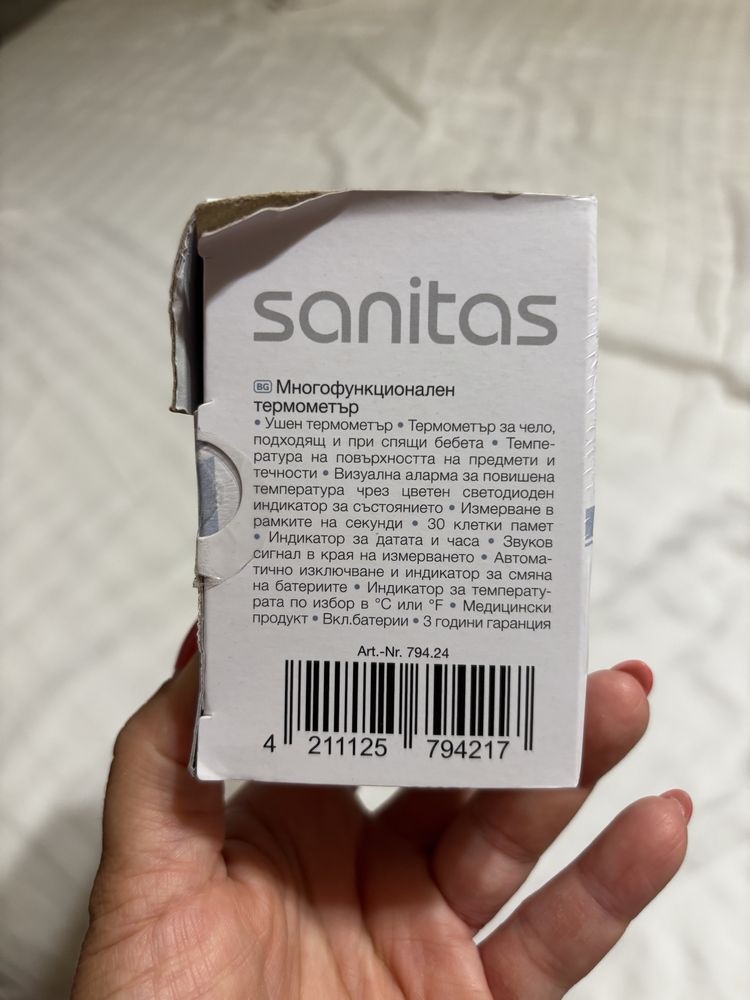 sanitas
BG Многофункционален
термометър
• Ушен термометър • Термометър за чело,
подходящ и при спящи бебета • Темпе-
ратура на повърхността на предмети и
течности • Визуална аларма за повишена
температура чрез цветен светодиоден
индикатор за състоянието • Измерване в
рамките на секунди • 30 клетки памет
• Индикатор за датата и часа • Звуков
сигнал в края на измерването • Автома-
тично изключване и индикатор за смяна
на батериите • Индикатор за температу-
рата по избор в °C или °F • Медицински
продукт • Вкл.батерии • 3 години гаранция
Art.-Nr. 794.24
4 211125 794217